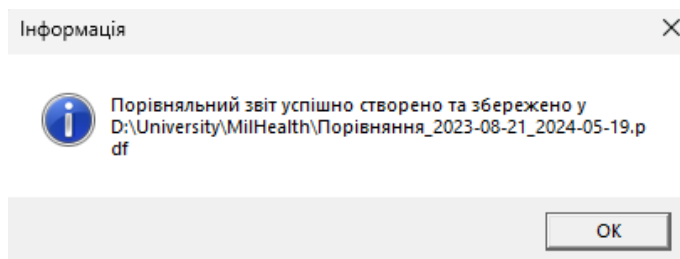 Інформація
Порівняльний звіт успішно створено та збережено у
D:\University\MilHealth\Порівняння_2023-08-21_2024-05-19.p
df
OK